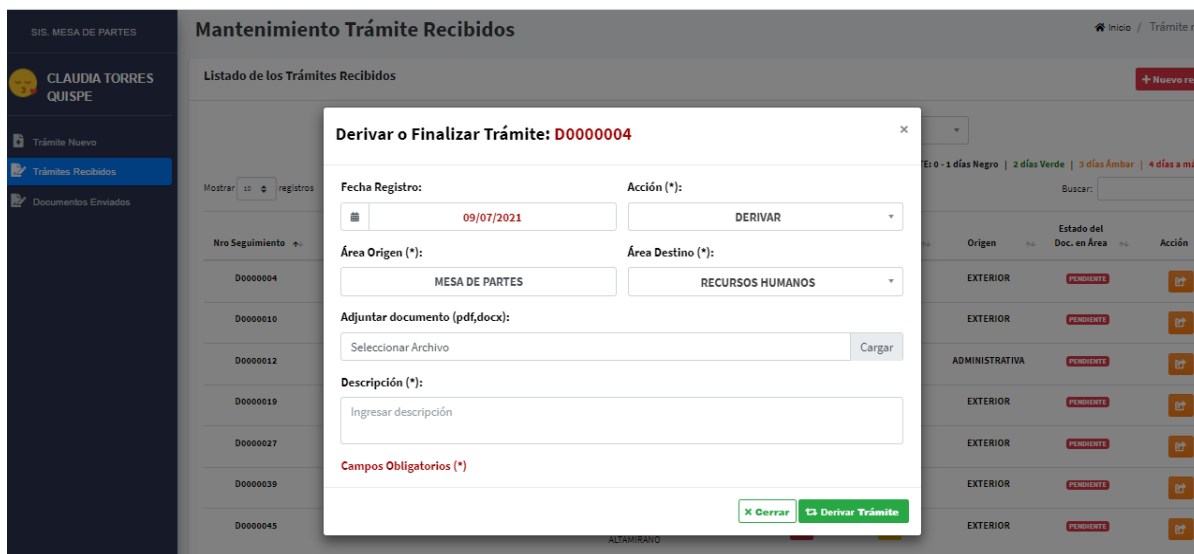 SIS. MESA DE PARTES
Mantenimiento Trámite Recibidos
Inicio / Trámite
CLAUDIA TORRES
QUISPE
Listado de los Trámites Recibidos
+ Nuevo
Trámite Nuevo
Trámites Recibidos
Documentos Enviados
Derivar o Finalizar Trámite: D0000004
×
0 - 1 días Negro | 2 días Verde | 3 días Ámbar | 4 días a
Mostrar 10 registros
Buscar:
Fecha Registro:
Acción (*):
09/07/2021
DERIVAR
Área Origen (*):
Área Destino (*):
MESA DE PARTES
RECURSOS HUMANOS
Adjuntar documento (pdf,docx):
Seleccionar Archivo
Cargar
Descripción (*):
Ingresar descripción
Campos Obligatorios (*)
× Cerrar
Derivar Trámite
Nro Seguimiento
Origen
Estado del
Doc. en Área
Acción
D0000004 EXTERIOR PENDIENTE
D0000010 EXTERIOR PENDIENTE
D0000012 ADMINISTRATIVA PENDIENTE
D0000019 EXTERIOR PENDIENTE
D0000027 EXTERIOR PENDIENTE
D0000039 EXTERIOR PENDIENTE
D0000045 EXTERIOR PENDIENTE
ALTAMIRANO